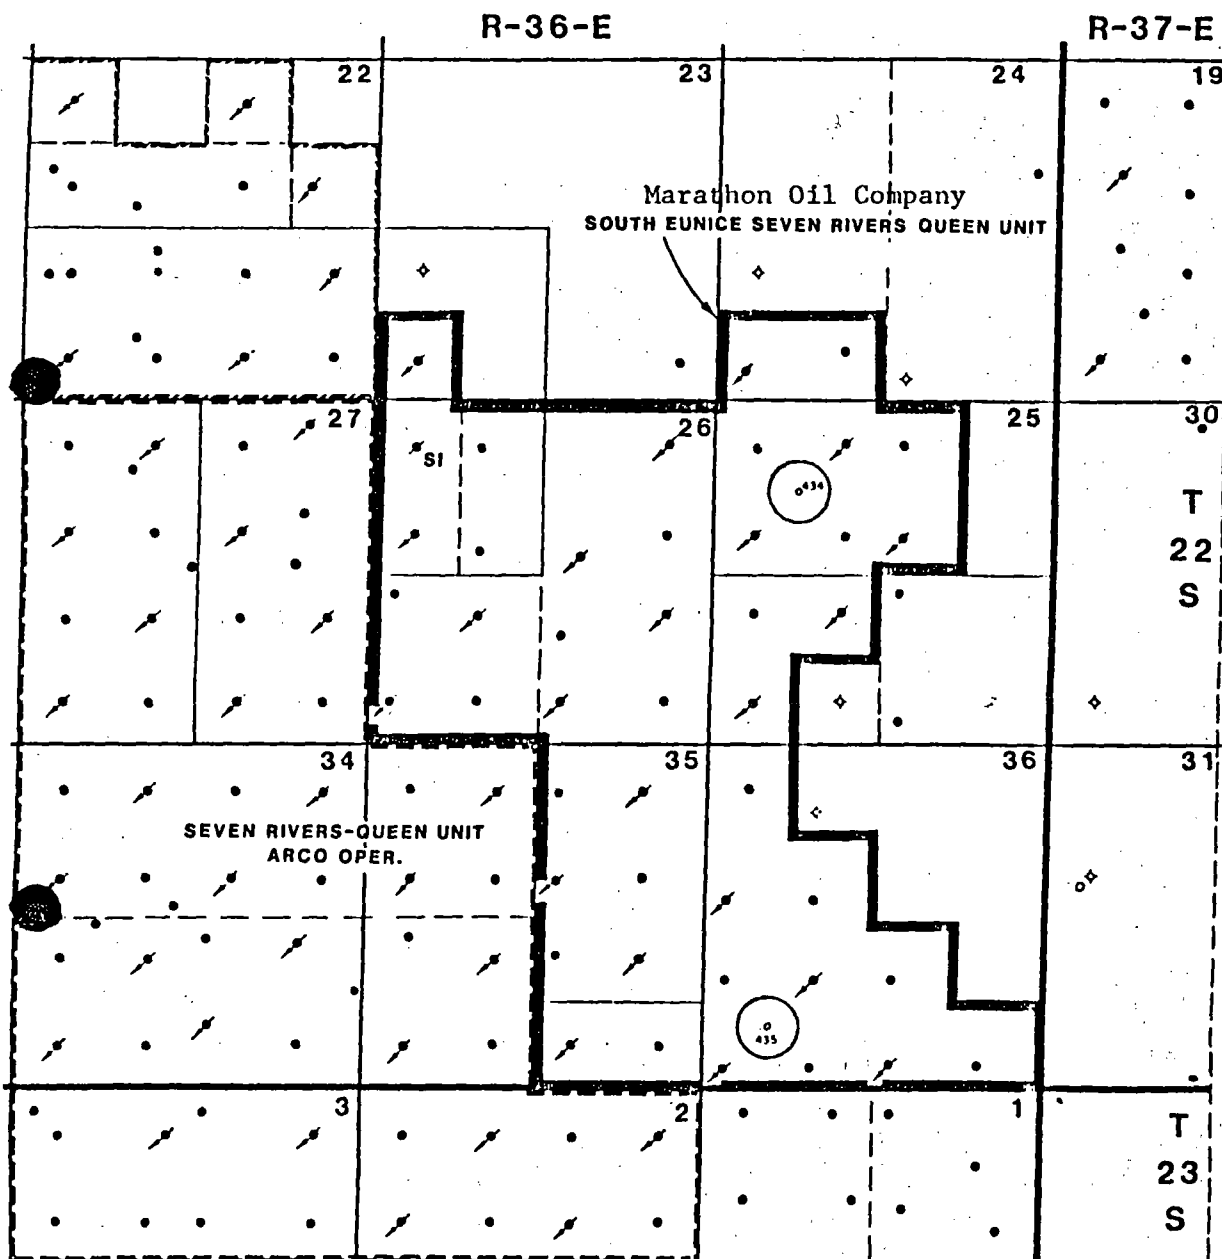 R-36-E
R-37-E
22
23
24
19
Marathon Oil Company
SOUTH EUNICE SEVEN RIVERS QUEEN UNIT
27
26
25
30
SI
434
T
22
S
34
35
36
31
SEVEN RIVERS-QUEEN UNIT
ARCO OPER.
435
3
2
1
T
23
S